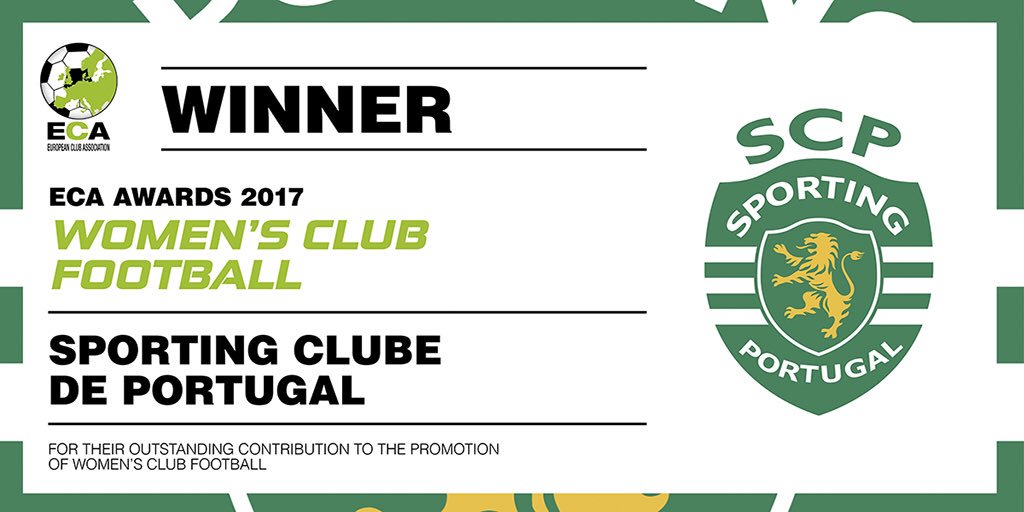 ECA
EUROPEAN CLUB ASSOCIATION
WINNER
ECA AWARDS 2017
WOMEN'S CLUB
FOOTBALL
SPORTING CLUBE
DE PORTUGAL
FOR THEIR OUTSTANDING CONTRIBUTION TO THE PROMOTION
OF WOMEN'S CLUB FOOTBALL
SCP
SPORTING
PORTUGAL